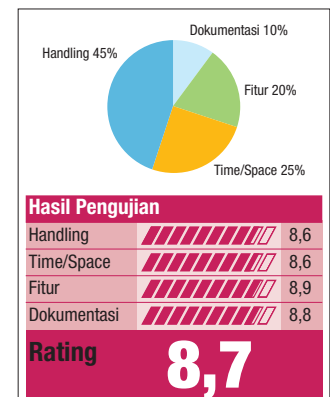 Dokumentasi 10%
Handling 45%
Fitur 20%
Time/Space 25%
Hasil Pengujian
Handling 8,6
Time/Space 8,6
Fitur 8,9
Dokumentasi 8,8
Rating 8,7